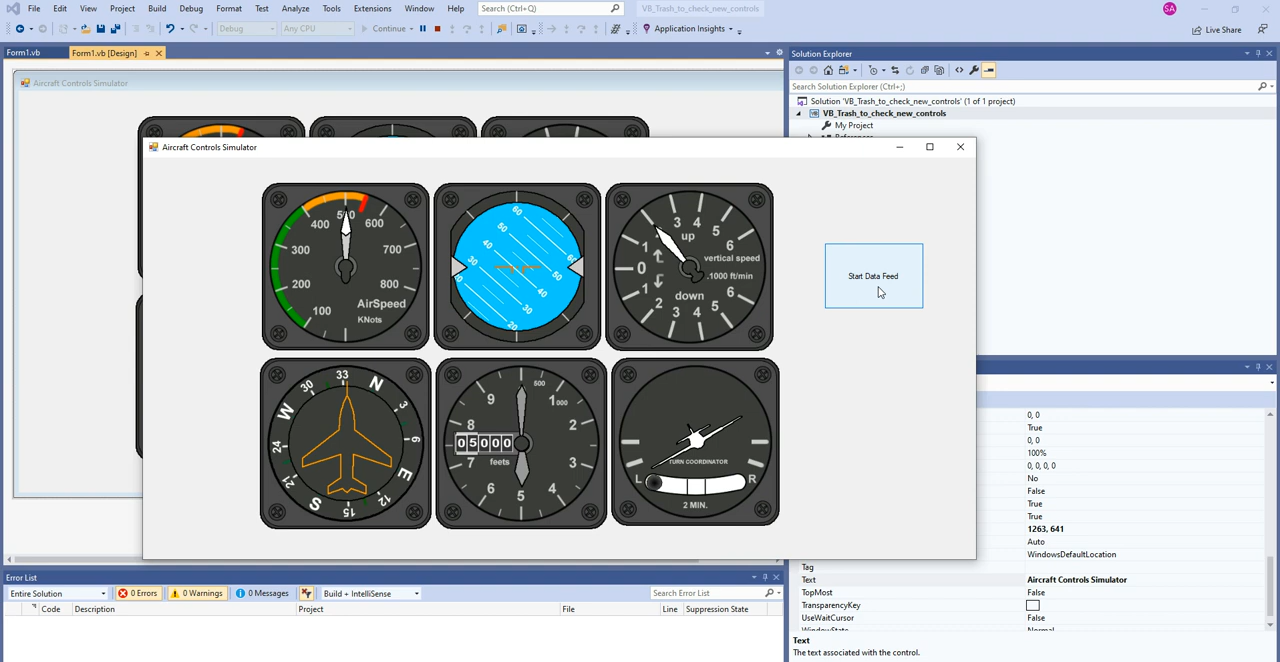 File Edit View Project Build Debug Format Test Analyze Tools Extensions Window Help Search (Ctrl+Q) VB_Trash_to_check_new_controls SA
Debug Any CPU Continue Application Insights Live Share
Form1.vb Form1.vb [Design]
Aircraft Controls Simulator
Solution Explorer
Search Solution Explorer (Ctrl+;)
Solution 'VB_Trash_to_check_new_controls' (1 of 1 project)
VB_Trash_to_check_new_controls
My Project
Aircraft Controls Simulator
100 200 300 400 500 600 700 800
AirSpeed
KNots
60 50 40 30
60 50 40 30 20
0 1 3 4 5 6
up
vertical speed
.1000 ft/min
down
1 2 3 4 5 6
Start Data Feed
33 N 3 6 E 12 15 S 21 24 W 30
500
1000
9 8 7 6 5 4 3 2
05000
feets
TURN COORDINATOR
L R
2 MIN.
0, 0
True
0, 0
100%
0, 0, 0, 0
No
False
True
True
1263, 641
Auto
WindowsDefaultLocation
Tag
Text Aircraft Controls Simulator
TopMost False
TransparencyKey
UseWaitCursor False
WindowState Normal
Text
The text associated with the control.
Error List
Entire Solution 0 Errors 0 Warnings 0 Messages Build + IntelliSense Search Error List
Code Description Project File Line Suppression State